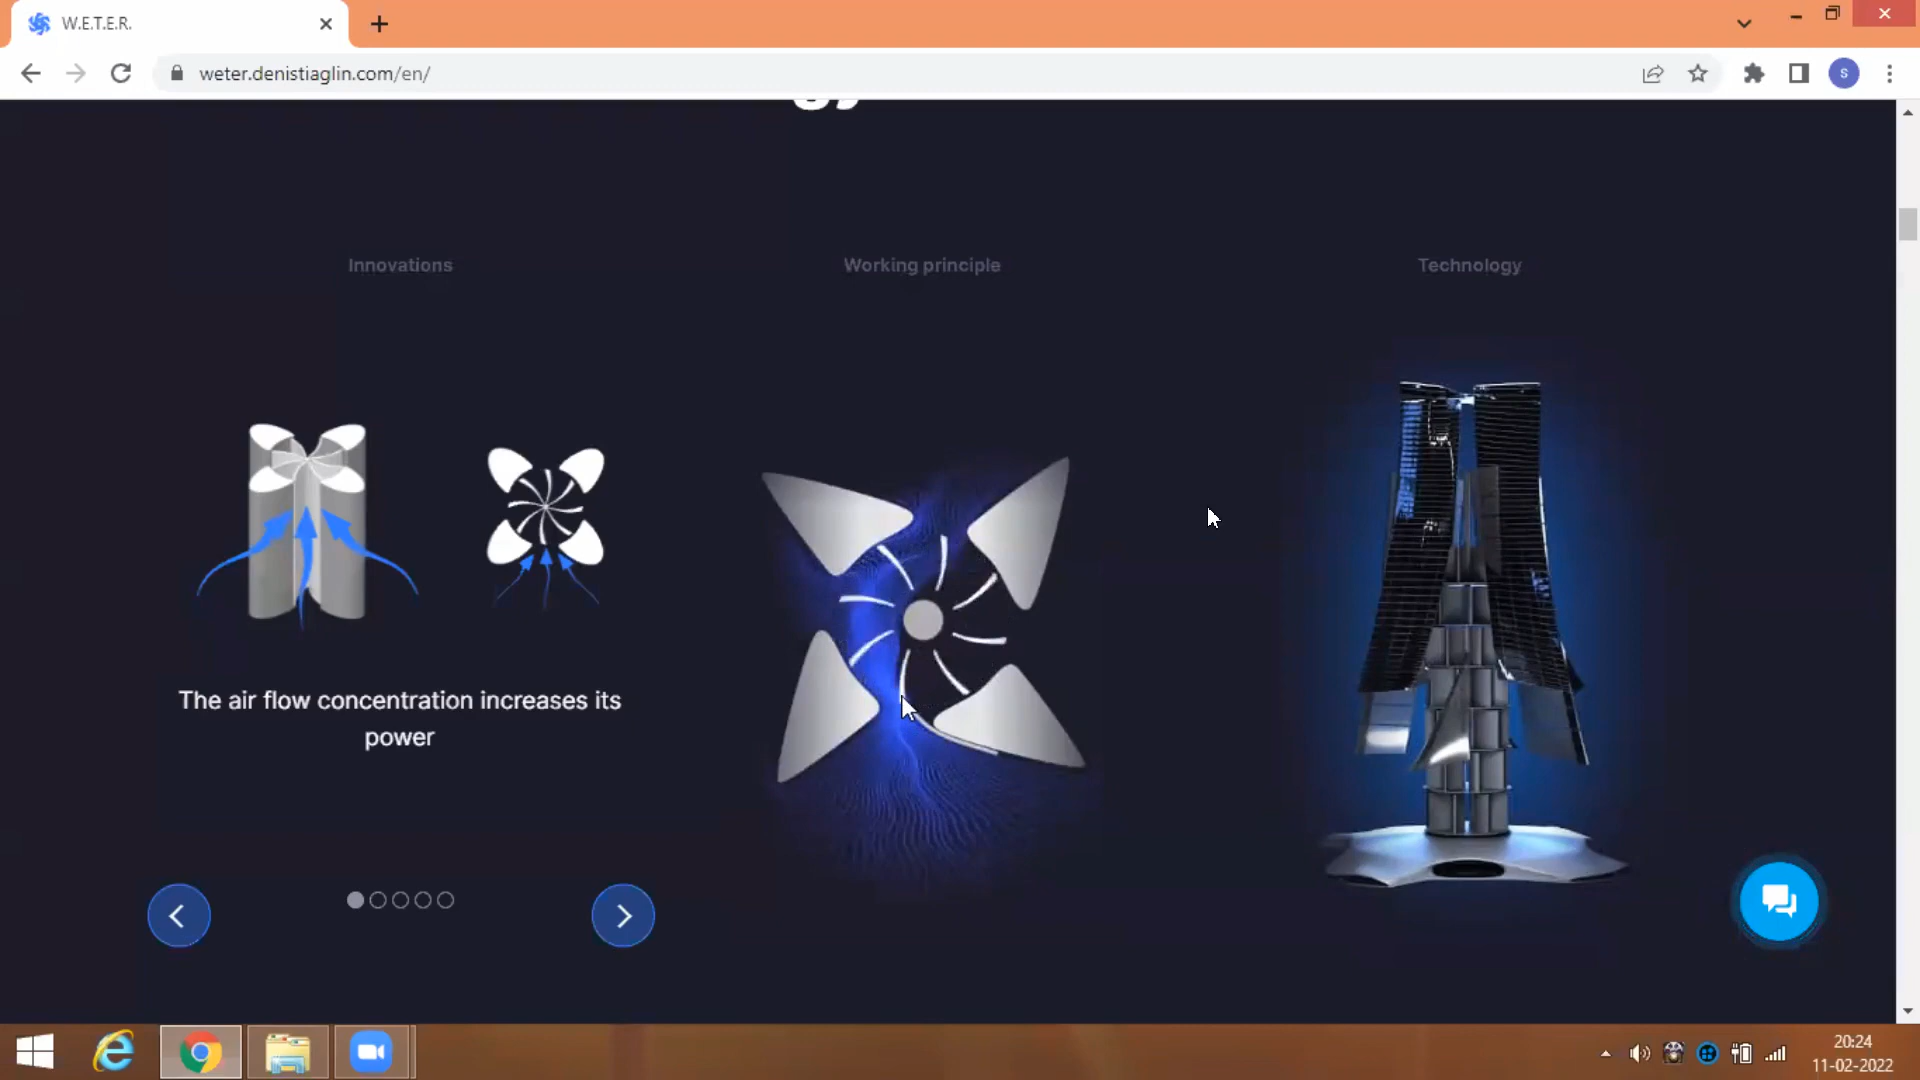 W.E.T.E.R.
weter.denistiaglin.com/en/
S
Innovations
Working principle
Technology
The air flow concentration increases its
power
20:24
11-02-2022